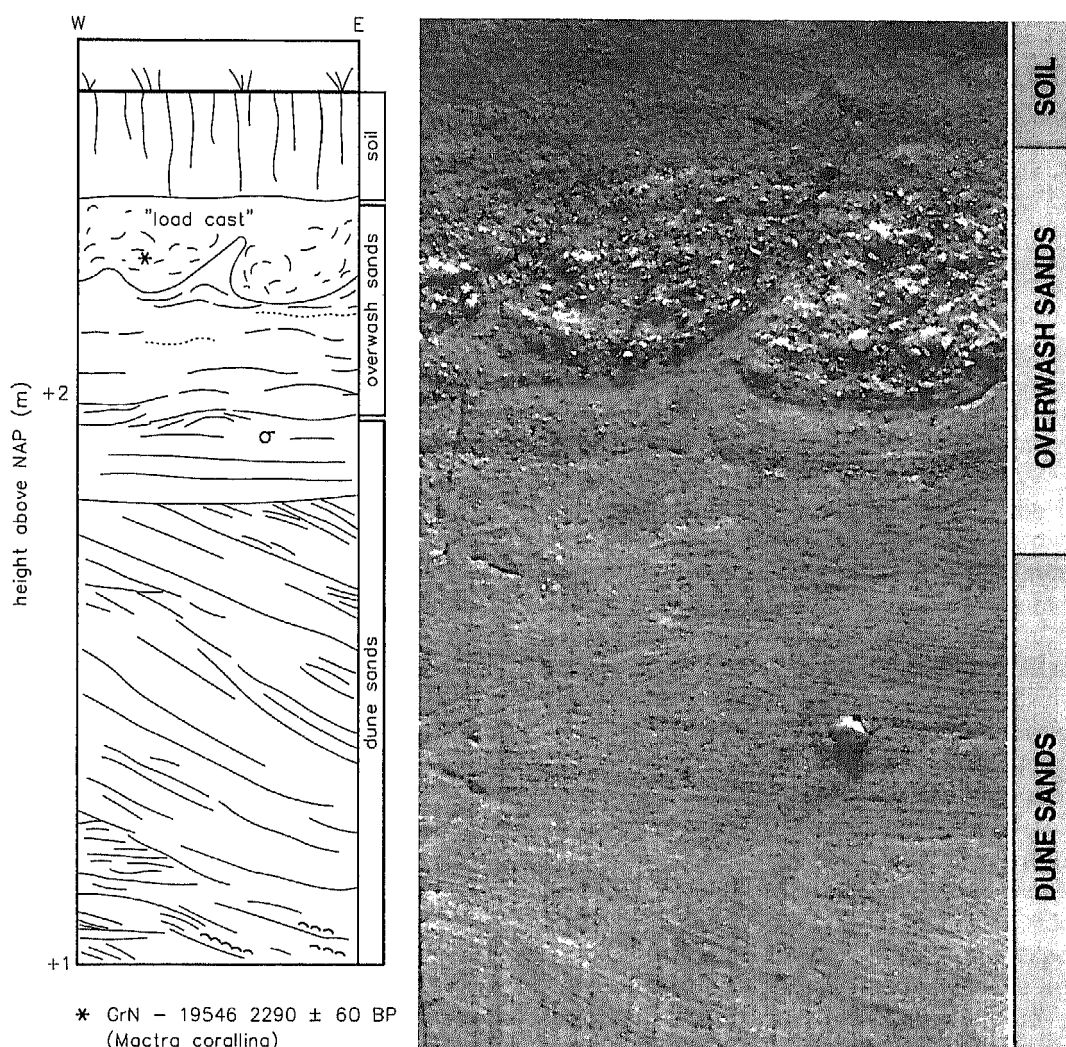 W E
soil
"load cast"
*
overwash sands
+2
σ
height above NAP (m)
dune sands
+1
* GrN - 19546 2290 ± 60 BP
(Mactra corallina)
SOIL
OVERWASH SANDS
DUNE SANDS